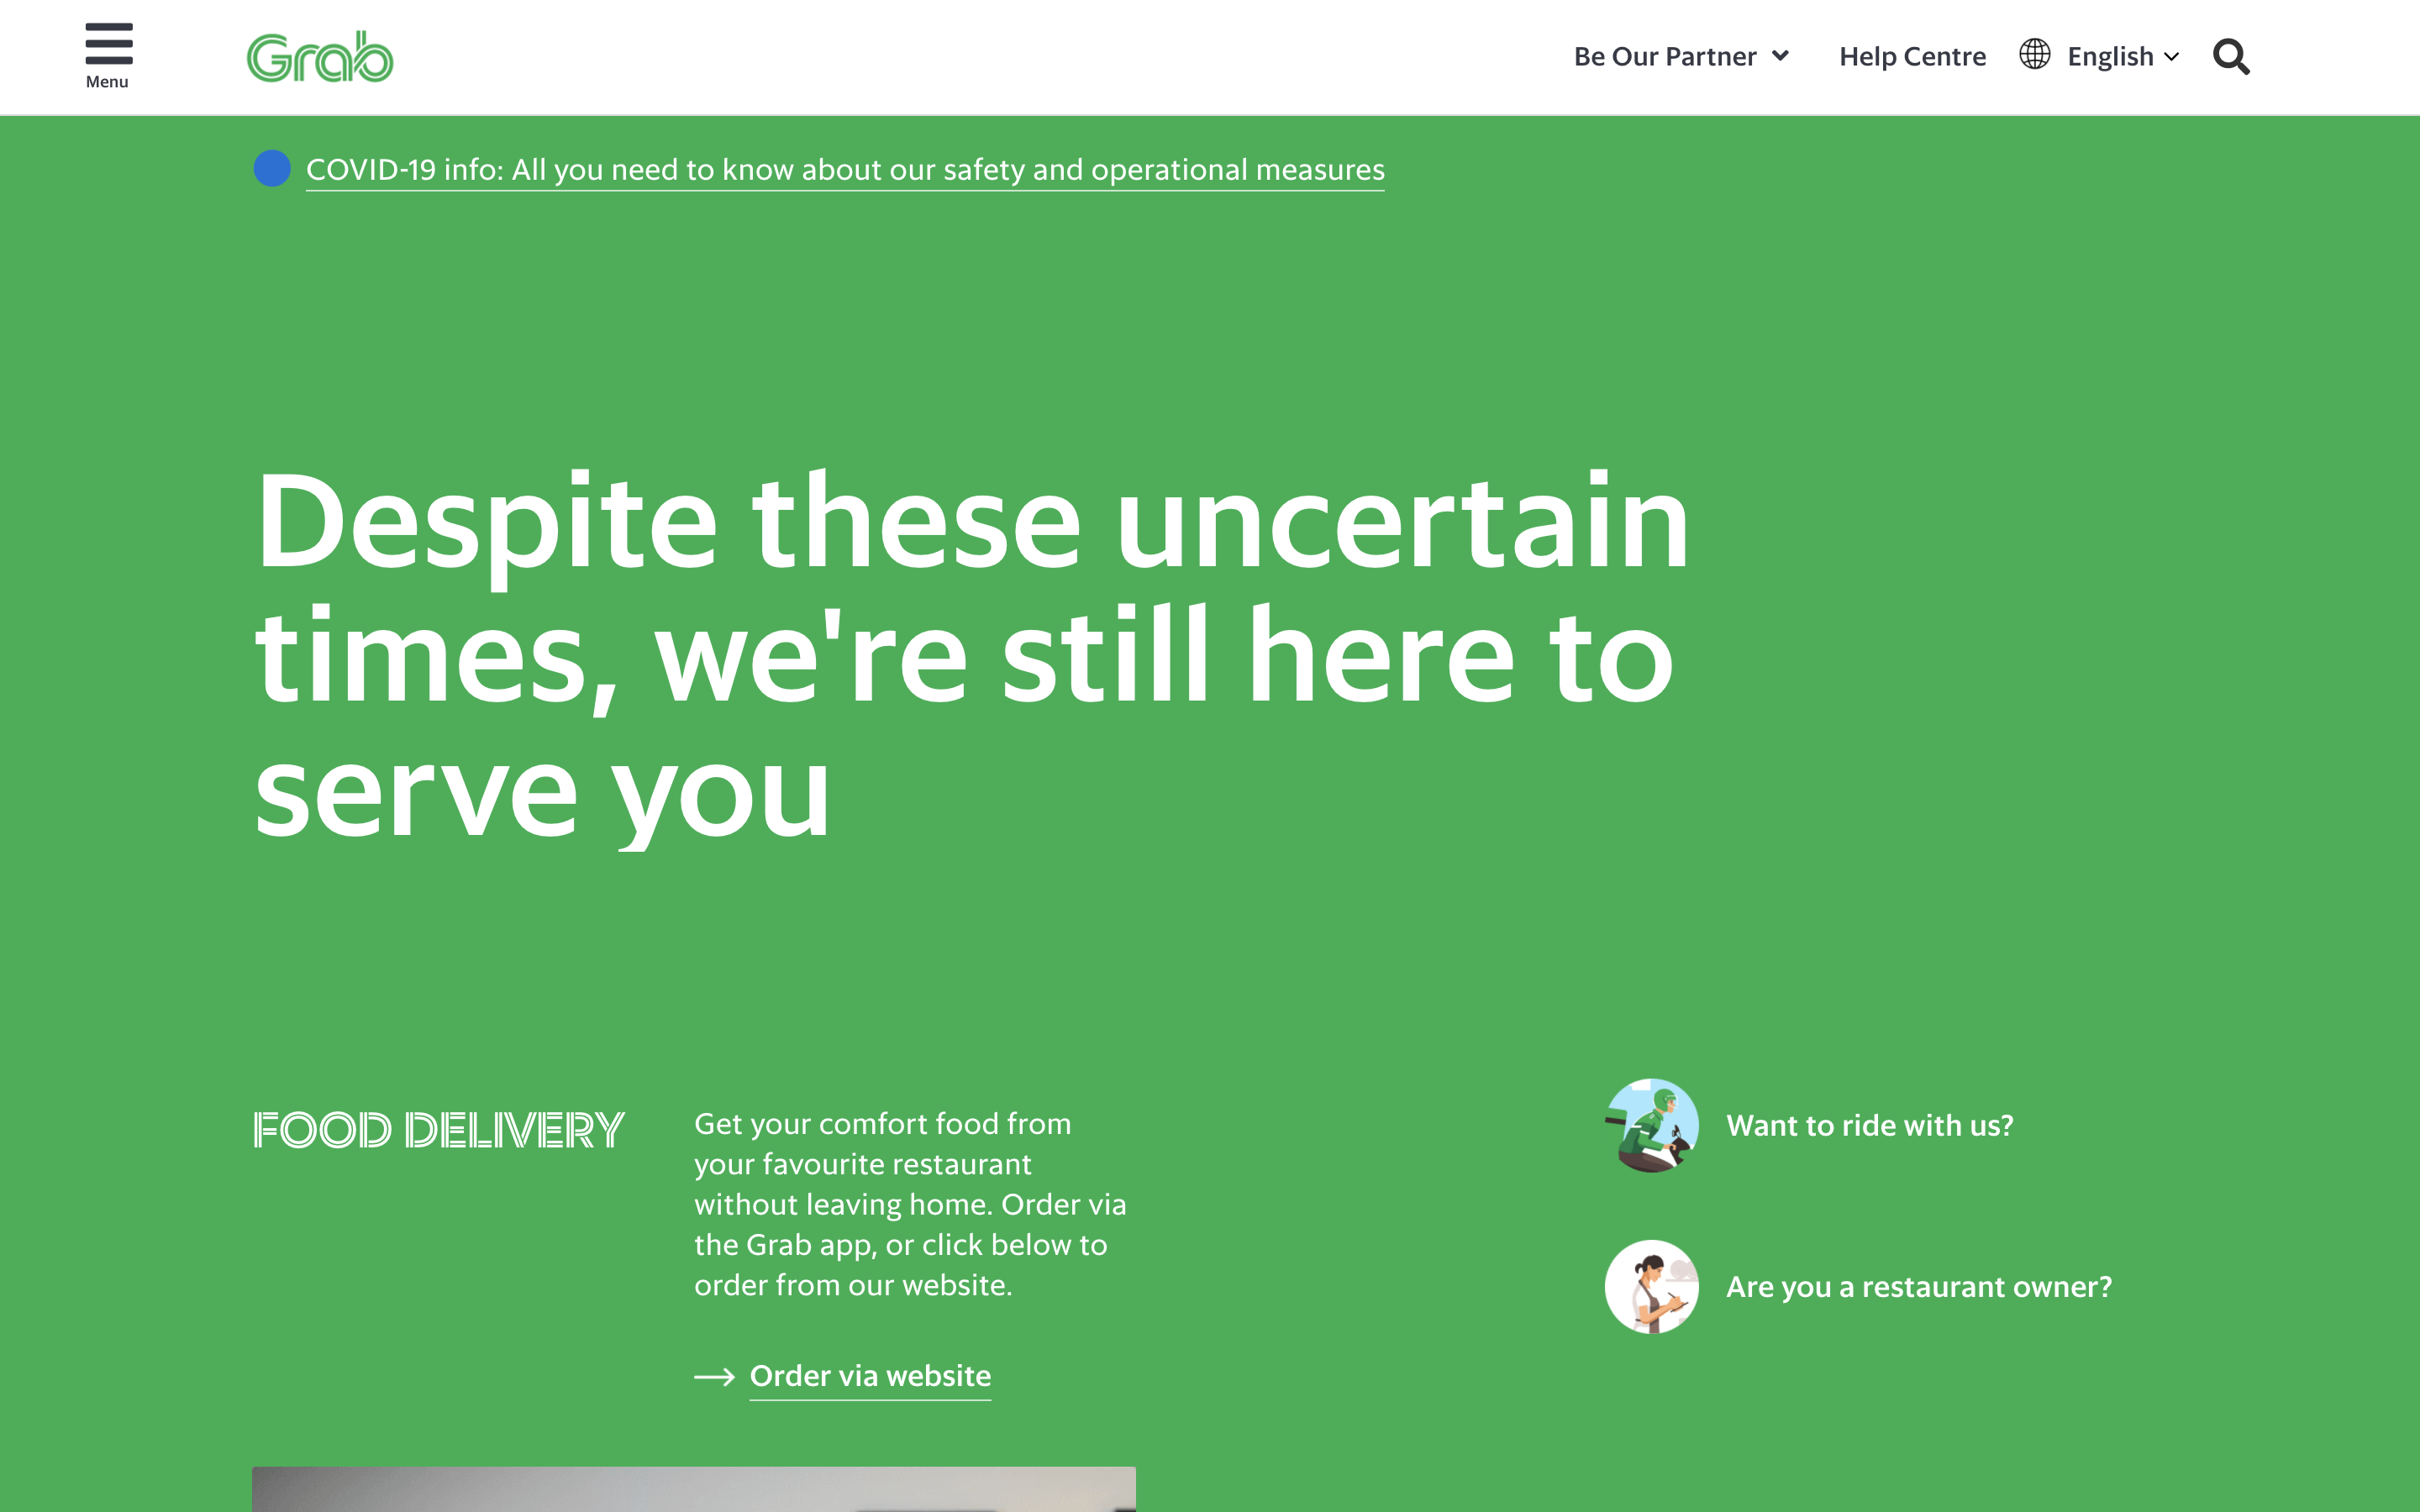 Menu
Grab
Be Our Partner
Help Centre
English
COVID-19 info: All you need to know about our safety and operational measures
Despite these uncertain
times, we're still here to
serve you
FOOD DELIVERY
Get your comfort food from
your favourite restaurant
without leaving home. Order via
the Grab app, or click below to
order from our website.
Order via website
Want to ride with us?
Are you a restaurant owner?